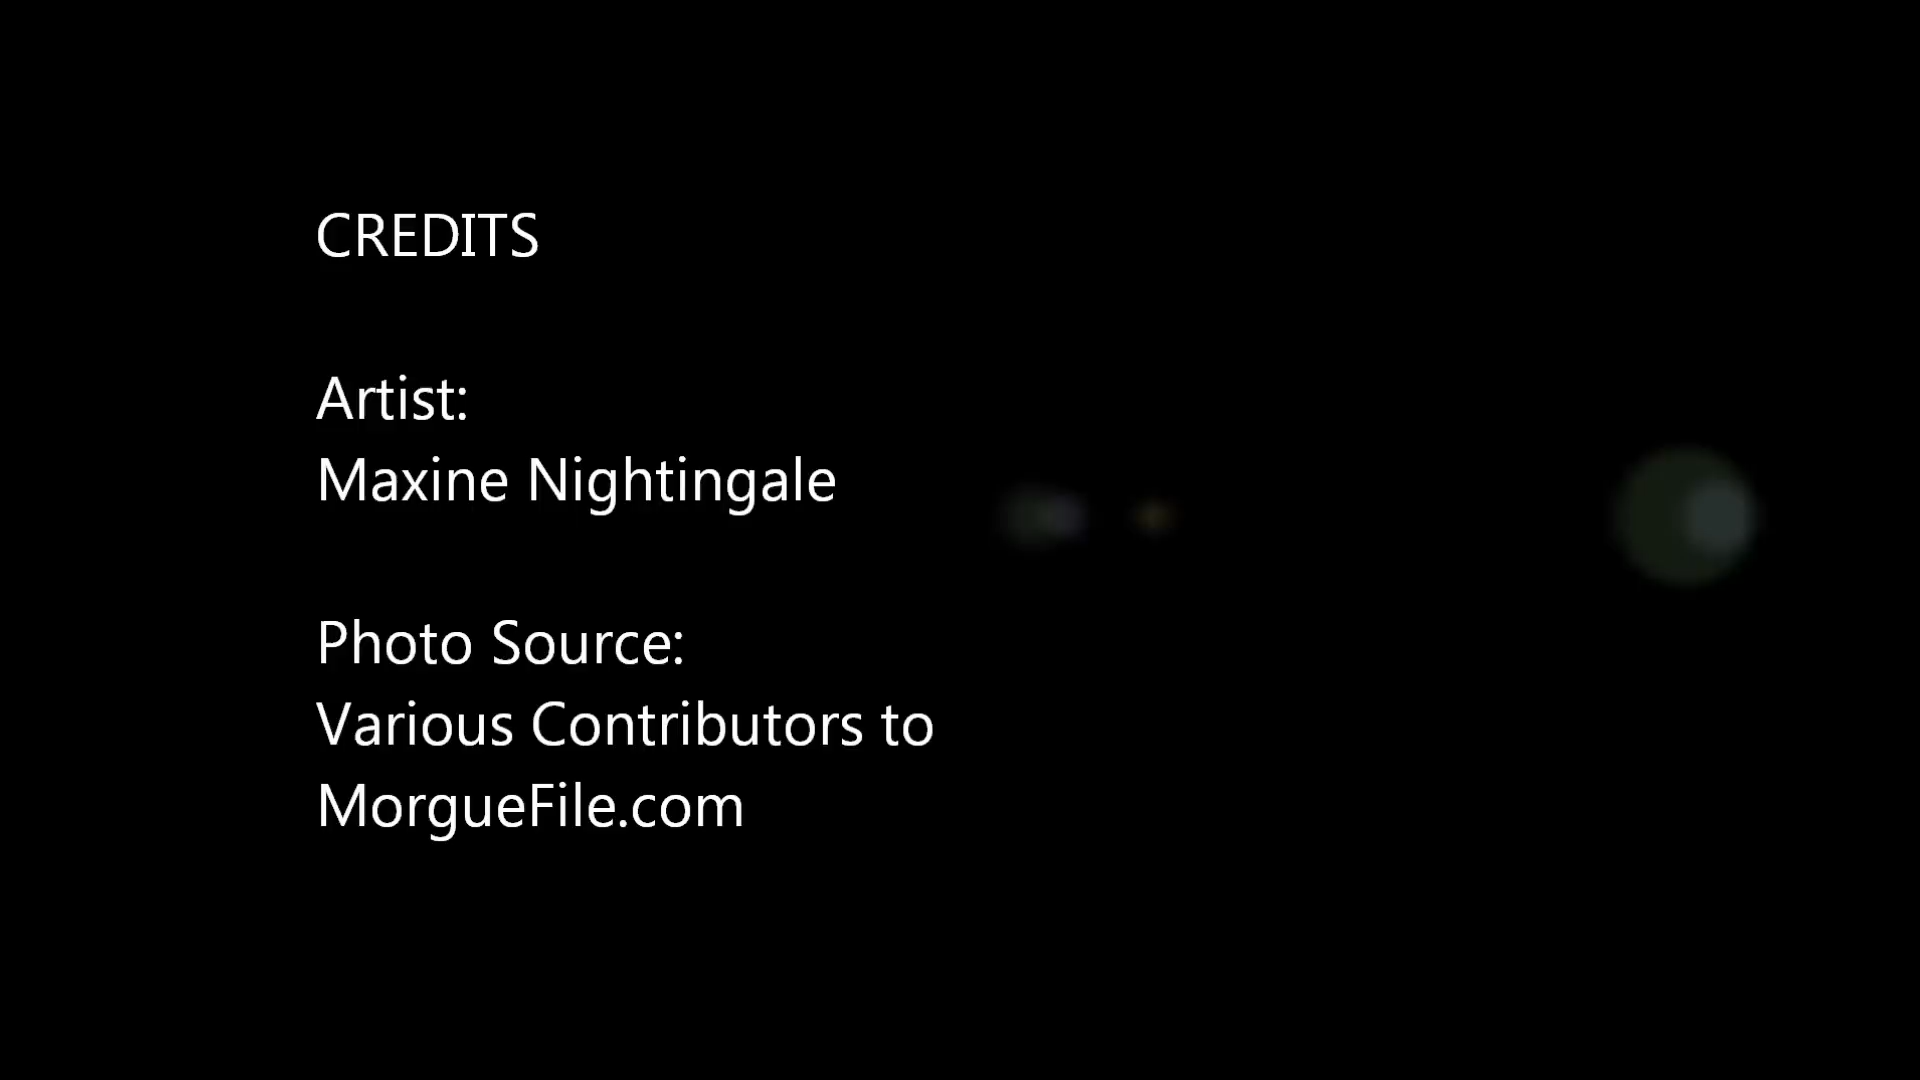 CREDITS
Artist:
Maxine Nightingale
Photo Source:
Various Contributors to
MorgueFile.com